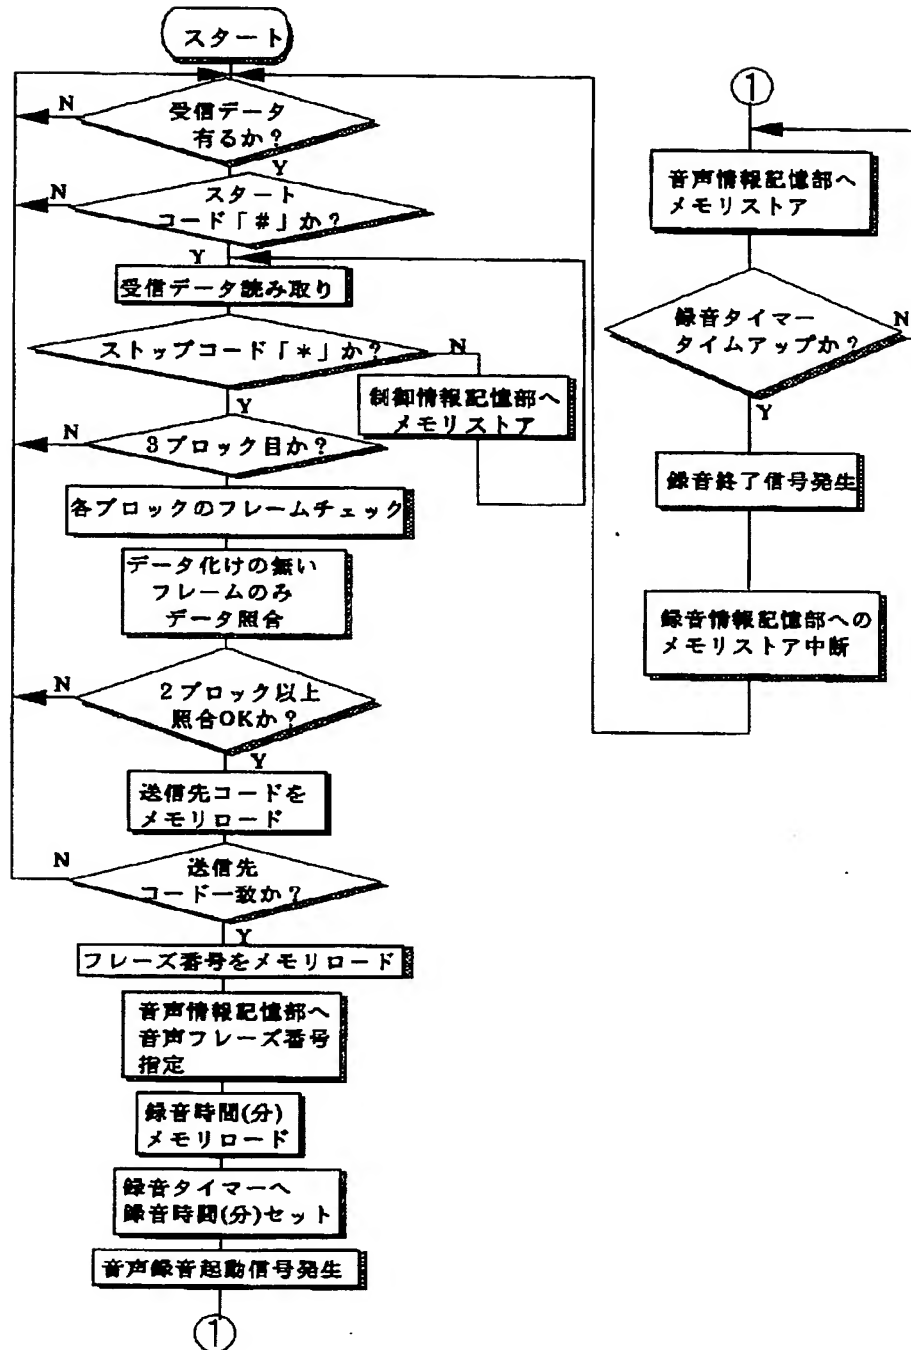 スタート
受信データ
有るか?
N
Y
スタート
コード「#」か?
N
Y
受信データ読み取り
ストップコード「*」か?
N
Y
制御情報記憶部へ
メモリストア
3ブロック目か?
N
各ブロックのフレームチェック
データ化けの無い
フレームのみ
データ照合
2ブロック以上
照合OKか?
N
Y
送信先コードを
メモリロード
送信先
コード一致か?
N
Y
フレーズ番号をメモリロード
音声情報記憶部へ
音声フレーズ番号
指定
録音時間(分)
メモリロード
録音タイマーへ
録音時間(分)セット
音声録音起動信号発生
1
1
音声情報記憶部へ
メモリストア
録音タイマー
タイムアップか?
N
Y
録音終了信号発生
録音情報記憶部への
メモリストア中断